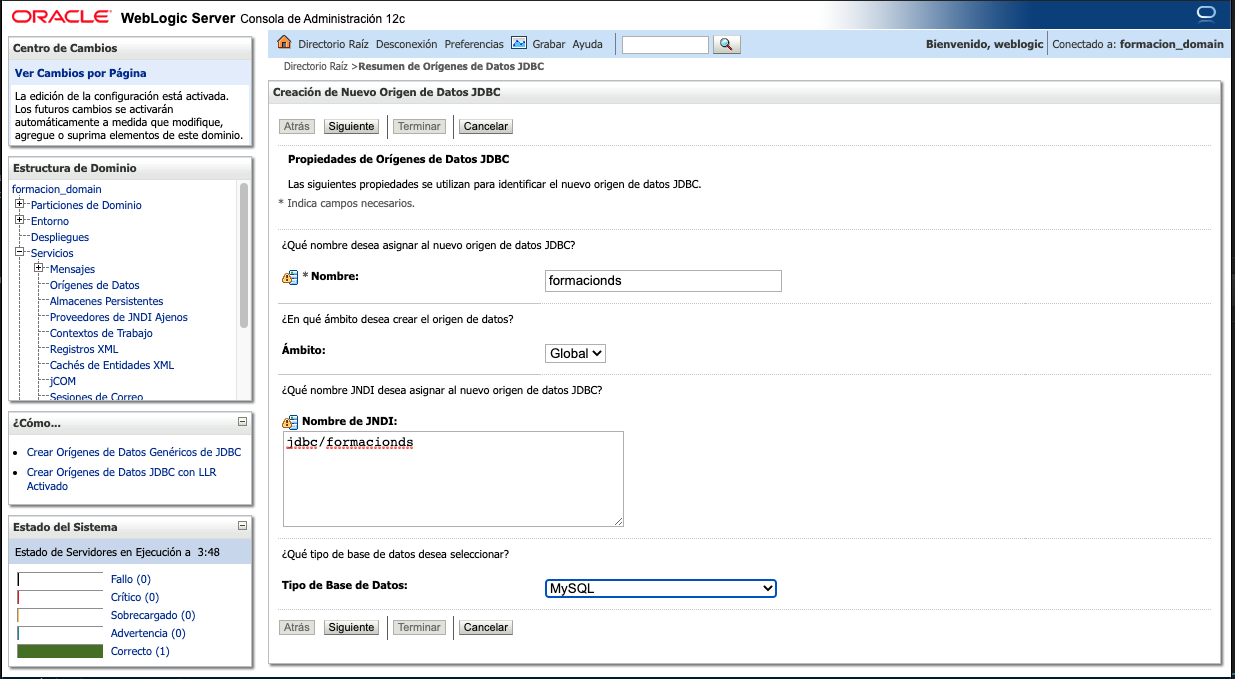 ORACLE WebLogic Server Consola de Administración 12c
Centro de Cambios
Ver Cambios por Página
La edición de la configuración está activada.
Los futuros cambios se activarán
automáticamente a medida que modifique,
agregue o suprima elementos de este dominio.
Estructura de Dominio
formacion_domain
Particiones de Dominio
Entorno
Despliegues
Servicios
Mensajes
Orígenes de Datos
Almacenes Persistentes
Proveedores de JNDI Ajenos
Contextos de Trabajo
Registros XML
Cachés de Entidades XML
jCOM
Sesiones de Correo
¿Cómo...
Crear Orígenes de Datos Genéricos de JDBC
Crear Orígenes de Datos JDBC con LLR
Activado
Estado del Sistema
Estado de Servidores en Ejecución a 3:48
Fallo (0)
Crítico (0)
Sobrecargado (0)
Advertencia (0)
Correcto (1)
Directorio Raíz Desconexión Preferencias Grabar Ayuda
Bienvenido, weblogic Conectado a: formacion_domain
Directorio Raíz >Resumen de Orígenes de Datos JDBC
Creación de Nuevo Origen de Datos JDBC
Atrás Siguiente Terminar Cancelar
Propiedades de Orígenes de Datos JDBC
Las siguientes propiedades se utilizan para identificar el nuevo origen de datos JDBC.
* Indica campos necesarios.
¿Qué nombre desea asignar al nuevo origen de datos JDBC?
* Nombre: formacionds
¿En qué ámbito desea crear el origen de datos?
Ámbito: Global
¿Qué nombre JNDI desea asignar al nuevo origen de datos JDBC?
Nombre de JNDI:
jdbc/formacionds
¿Qué tipo de base de datos desea seleccionar?
Tipo de Base de Datos: MySQL
Atrás Siguiente Terminar Cancelar